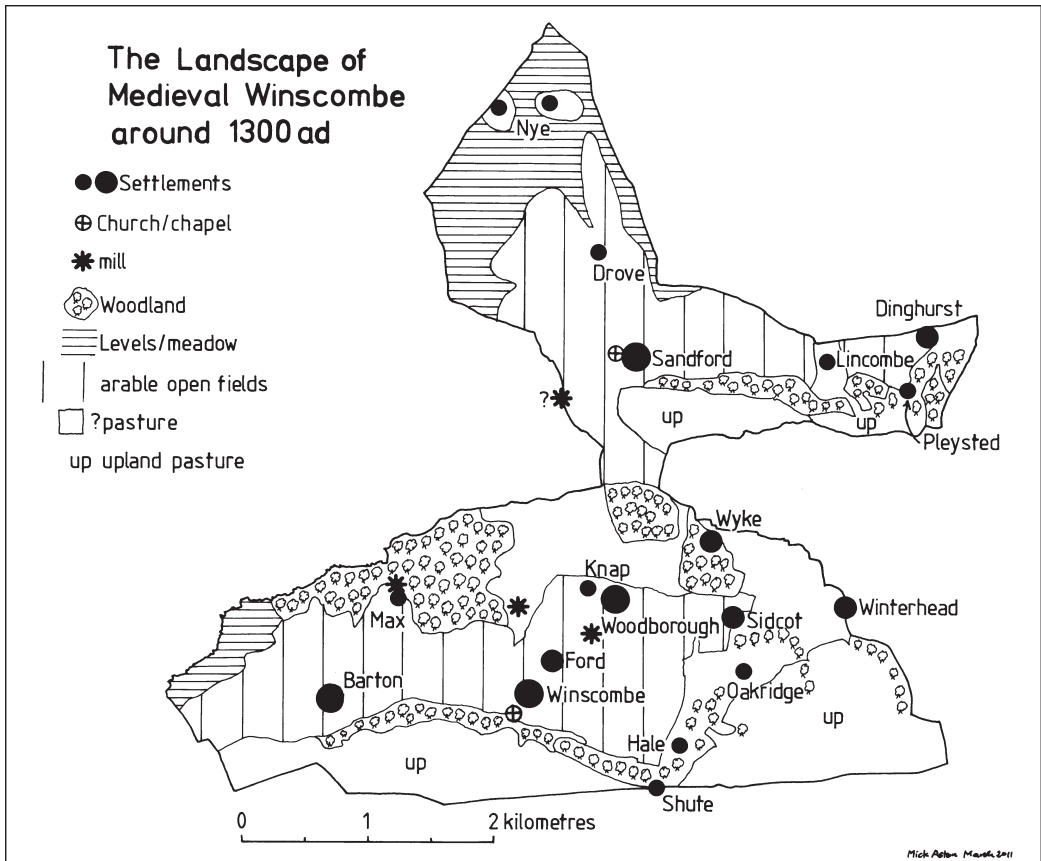 The Landscape of
Medieval Winscombe
around 1300 ad
Settlements
Church/chapel
mill
Woodland
Levels/meadow
arable open fields
?pasture
up upland pasture
Nye
Drove
Dinghurst
Sandford
Lincombe
?
up
up
Pleysted
Wyke
Knap
Max
Woodborough
Sidcot
Winterhead
Ford
Barton
Winscombe
Oakridge
up
Hale
up
Shute
0 1 2 kilometres
Mick Aston March 2011